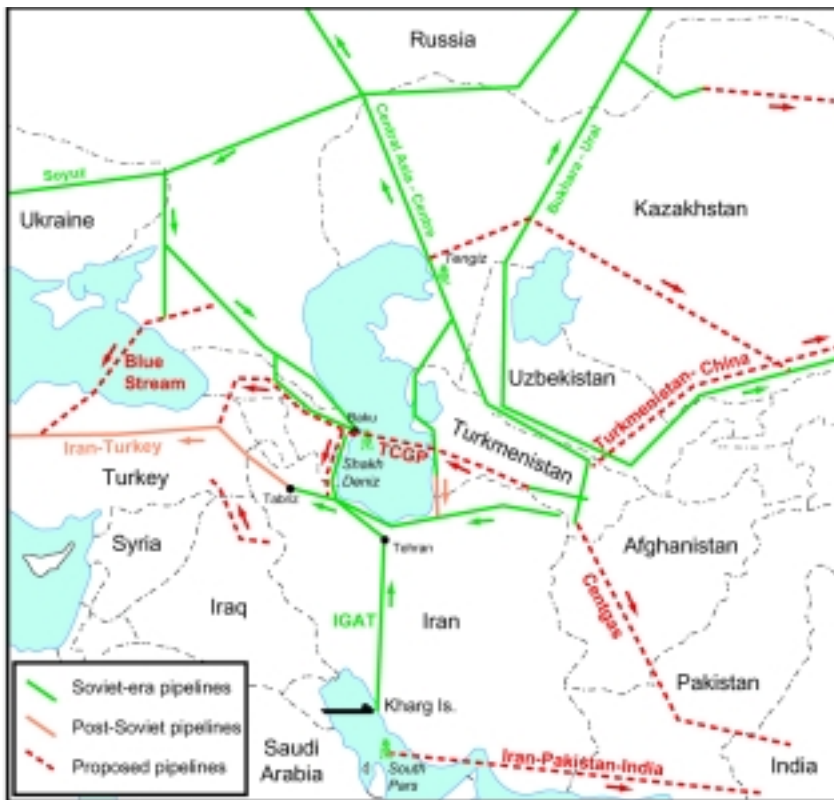 Russia
Central Asia - Centre
Bukhara - Ural
Soyuz
Ukraine
Kazakhstan
Tengiz
Blue
Stream
Uzbekistan
Turkmenistan- China
Baku
Iran-Turkey
TCGP
Turkmenistan
Shakh
Deniz
Turkey
Tabriz
Syria
Tehran
Afghanistan
Iraq
IGAT
Iran
Centgas
Soviet-era pipelines
Kharg Is.
Pakistan
Post-Soviet pipelines
Saudi
Arabia
Proposed pipelines
South
Pars
Iran-Pakistan-India
India